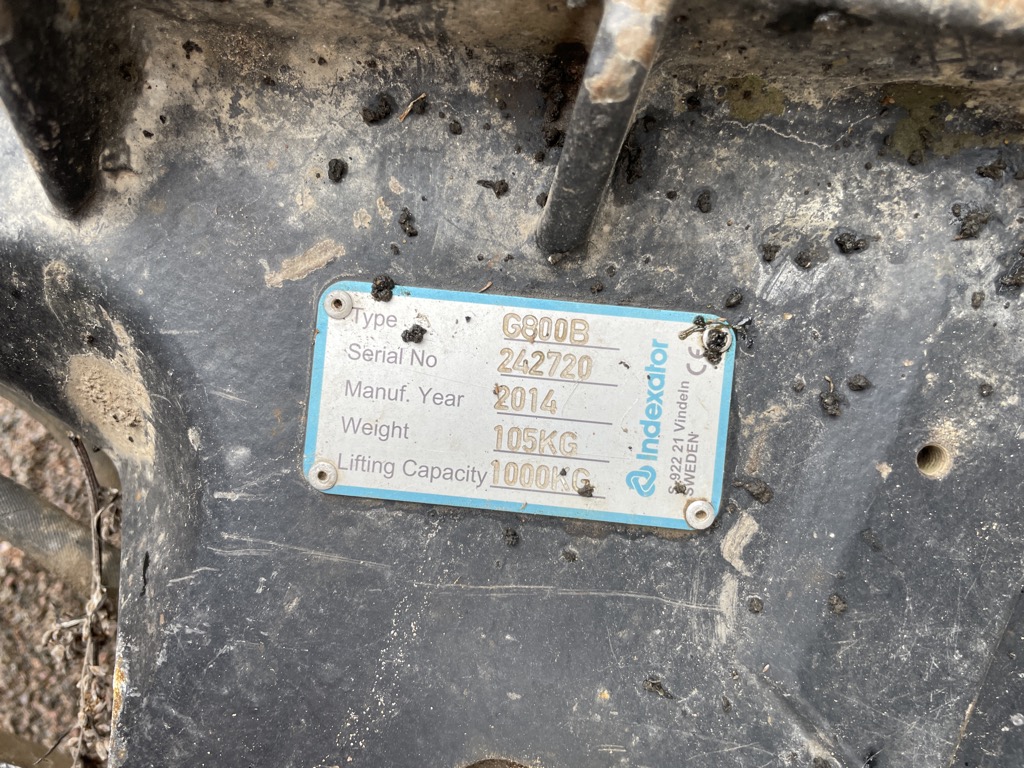 Type G800B
Serial No 242720
Manuf. Year 2014
Weight 105KG
Lifting Capacity 1000KG
Indexator
S-922 21 Vindeln
SWEDEN
CE